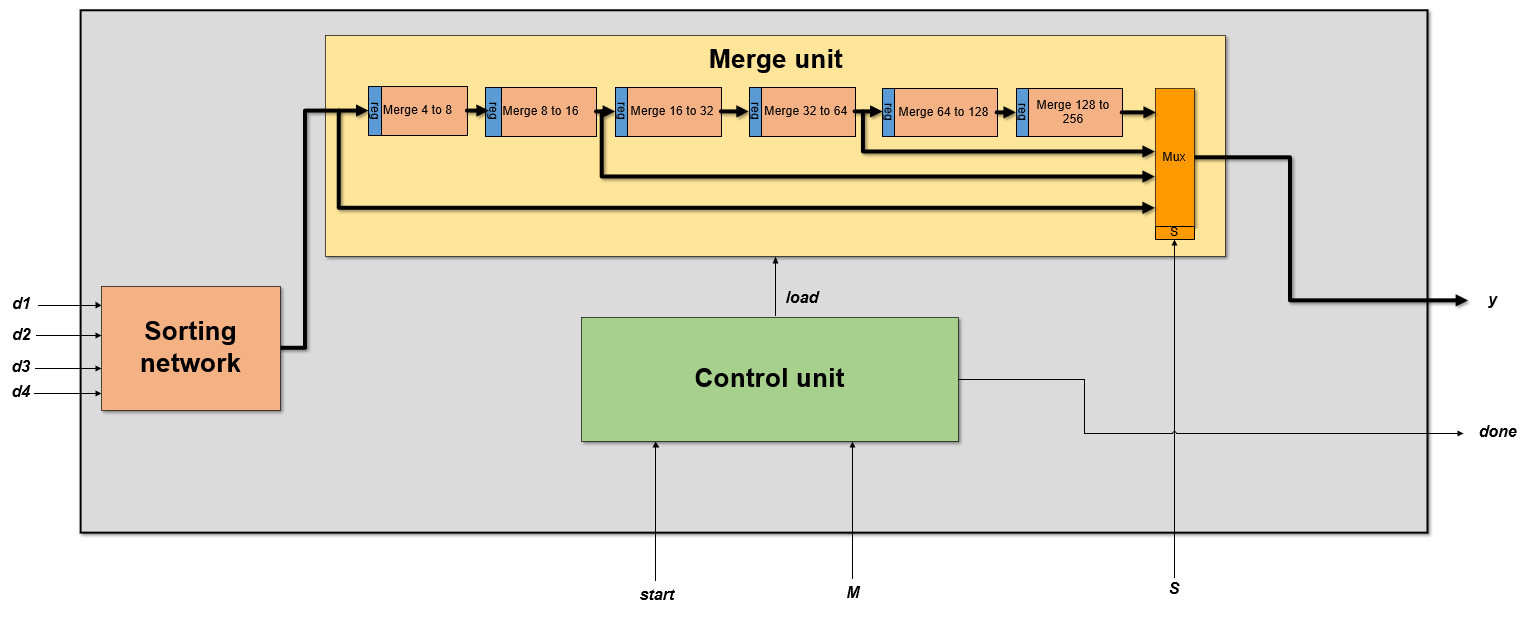 Merge unit
reg
Merge 4 to 8
reg
Merge 8 to 16
reg
Merge 16 to 32
reg
Merge 32 to 64
reg
Merge 64 to 128
reg
Merge 128 to
256
Mux
S
load
d1
d2
d3
d4
Sorting
network
Control unit
y
done
start
M
S